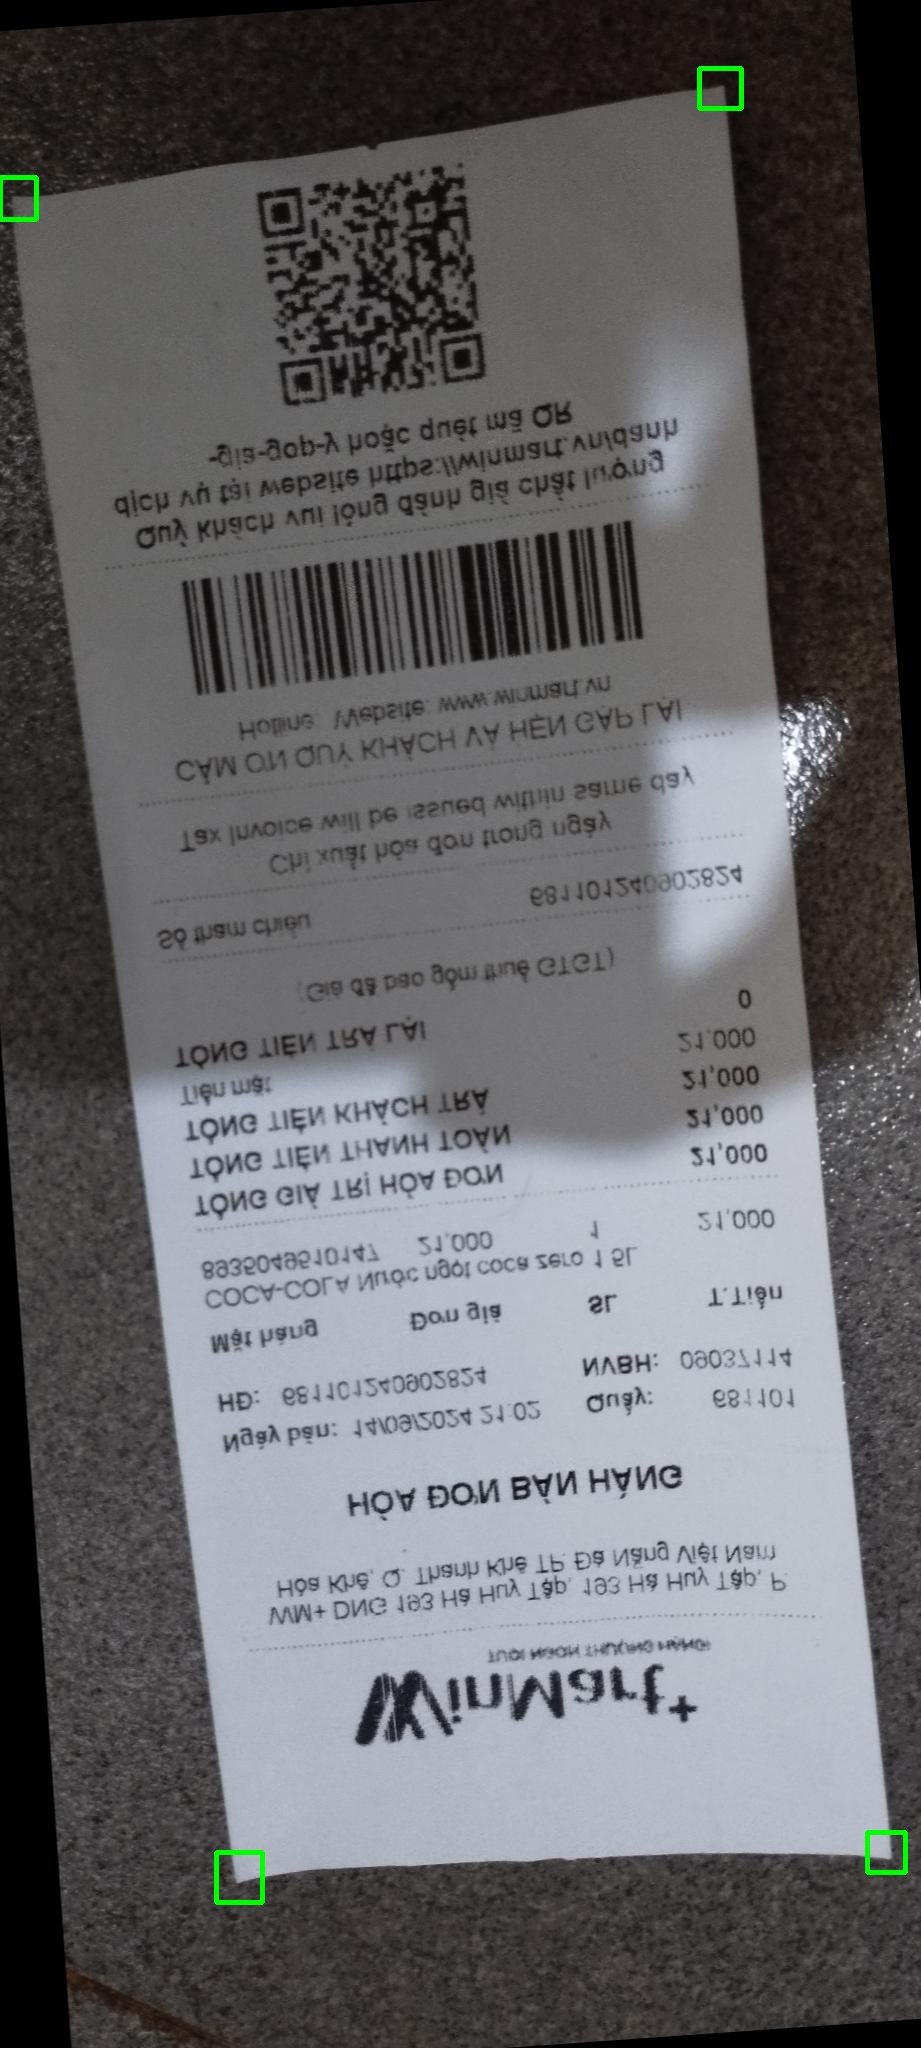 WinMart+
TƯƠI NGON THƯỢNG HẠNG!
WM+ DNG 193 Hà Huy Tập, 193 Hà Huy Tập, P.
Hòa Khê, Q. Thanh Khê TP. Đà Nẵng Việt Nam
HÓA ĐƠN BÁN HÀNG
Ngày bán: 14/09/2024 21:02 Quầy: 681101
HĐ: 681101240902824 NVBH: 09037114
Mặt hàng Đơn giá SL T.Tiền
COCA-COLA Nước ngọt coca zero 1.5L
8935049510147 21,000 1 21,000
TỔNG GIÁ TRỊ HÓA ĐƠN 21,000
TỔNG TIỀN THANH TOÁN 21,000
TỔNG TIỀN KHÁCH TRẢ 21,000
Tiền mặt 21,000
TỔNG TIỀN TRẢ LẠI 0
(Giá đã bao gồm thuế GTGT)
Số tham chiếu 681101240902824
Chỉ xuất hóa đơn trong ngày
Tax Invoice will be issued within same day
CẢM ƠN QUÝ KHÁCH VÀ HẸN GẶP LẠI
Hotline: Website: www.winmart.vn
Quý khách vui lòng đánh giá chất lượng
dịch vụ tại website https://winmart.vn/danh
-gia-gop-y hoặc quét mã QR